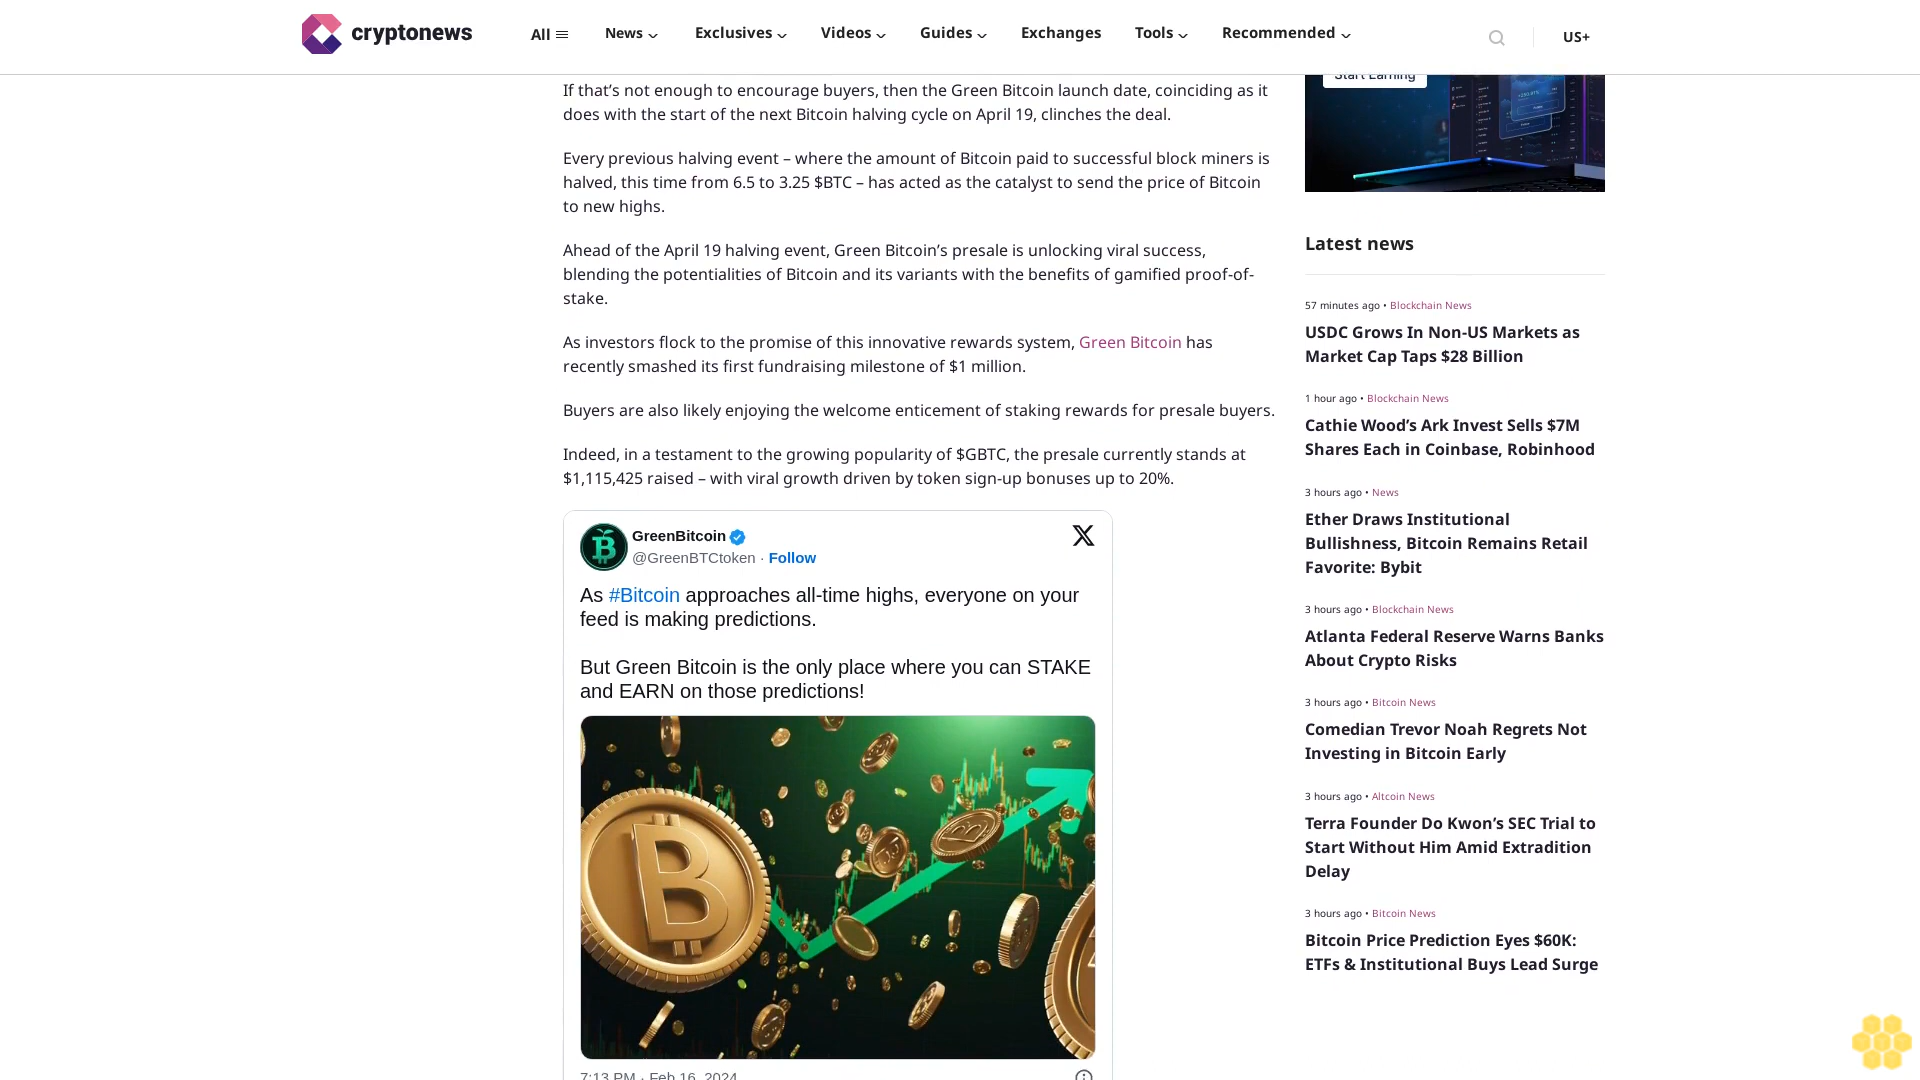 cryptonews
All
News
Exclusives
Videos
Guides
Exchanges
Tools
Recommended
US+
If that’s not enough to encourage buyers, then the Green Bitcoin launch date, coinciding as it
does with the start of the next Bitcoin halving cycle on April 19, clinches the deal.
Every previous halving event – where the amount of Bitcoin paid to successful block miners is
halved, this time from 6.5 to 3.25 $BTC – has acted as the catalyst to send the price of Bitcoin
to new highs.
Ahead of the April 19 halving event, Green Bitcoin’s presale is unlocking viral success,
blending the potentialities of Bitcoin and its variants with the benefits of gamified proof-of-
stake.
As investors flock to the promise of this innovative rewards system, Green Bitcoin has
recently smashed its first fundraising milestone of $1 million.
Buyers are also likely enjoying the welcome enticement of staking rewards for presale buyers.
Indeed, in a testament to the growing popularity of $GBTC, the presale currently stands at
$1,115,425 raised – with viral growth driven by token sign-up bonuses up to 20%.
GreenBitcoin
@GreenBTCtoken · Follow
As #Bitcoin approaches all-time highs, everyone on your
feed is making predictions.
But Green Bitcoin is the only place where you can STAKE
and EARN on those predictions!
7:13 PM · Feb 16, 2024
Start Earning
Latest news
57 minutes ago • Blockchain News
USDC Grows In Non-US Markets as
Market Cap Taps $28 Billion
1 hour ago • Blockchain News
Cathie Wood’s Ark Invest Sells $7M
Shares Each in Coinbase, Robinhood
3 hours ago • News
Ether Draws Institutional
Bullishness, Bitcoin Remains Retail
Favorite: Bybit
3 hours ago • Blockchain News
Atlanta Federal Reserve Warns Banks
About Crypto Risks
3 hours ago • Bitcoin News
Comedian Trevor Noah Regrets Not
Investing in Bitcoin Early
3 hours ago • Altcoin News
Terra Founder Do Kwon’s SEC Trial to
Start Without Him Amid Extradition
Delay
3 hours ago • Bitcoin News
Bitcoin Price Prediction Eyes $60K:
ETFs & Institutional Buys Lead Surge